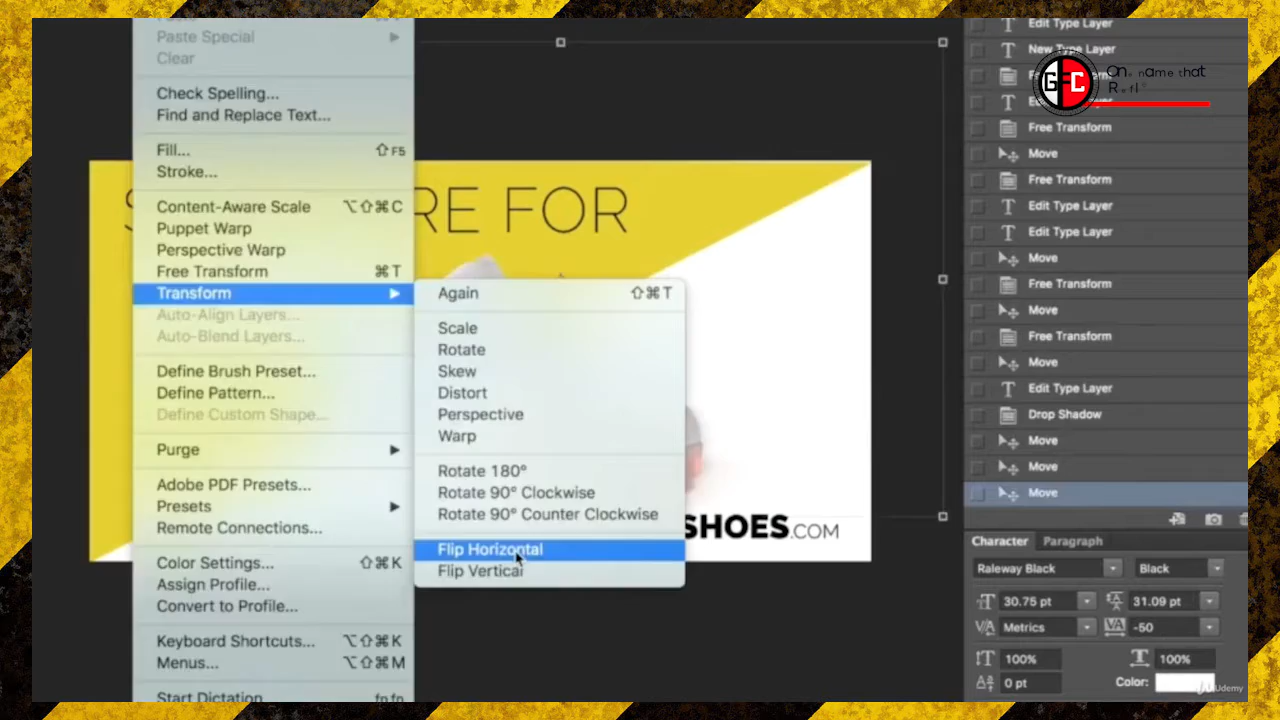 Paste Special
Clear
Check Spelling...
Find and Replace Text...
Fill... ⇧F5
Stroke...
Content-Aware Scale ⌥⇧⌘C
Puppet Warp
Perspective Warp
Free Transform ⌘T
Transform
Auto-Align Layers...
Auto-Blend Layers...
Define Brush Preset...
Define Pattern...
Define Custom Shape...
Purge
Adobe PDF Presets...
Presets
Remote Connections...
Color Settings... ⇧⌘K
Assign Profile...
Convert to Profile...
Keyboard Shortcuts... ⌥⇧⌘K
Menus... ⌥⇧⌘M
Start Dictation fn fn
Again ⇧⌘T
Scale
Rotate
Skew
Distort
Perspective
Warp
Rotate 180°
Rotate 90° Clockwise
Rotate 90° Counter Clockwise
Flip Horizontal
Flip Vertical
RE FOR
SHOES.COM
Edit Type Layer
New Type Layer
GFC
name that
Free Transform
Move
Free Transform
Edit Type Layer
Edit Type Layer
Move
Free Transform
Move
Free Transform
Move
Edit Type Layer
Drop Shadow
Move
Move
Move
Character Paragraph
Raleway Black Black
30.75 pt 31.09 pt
Metrics -50
100% 100%
0 pt Color:
Udemy